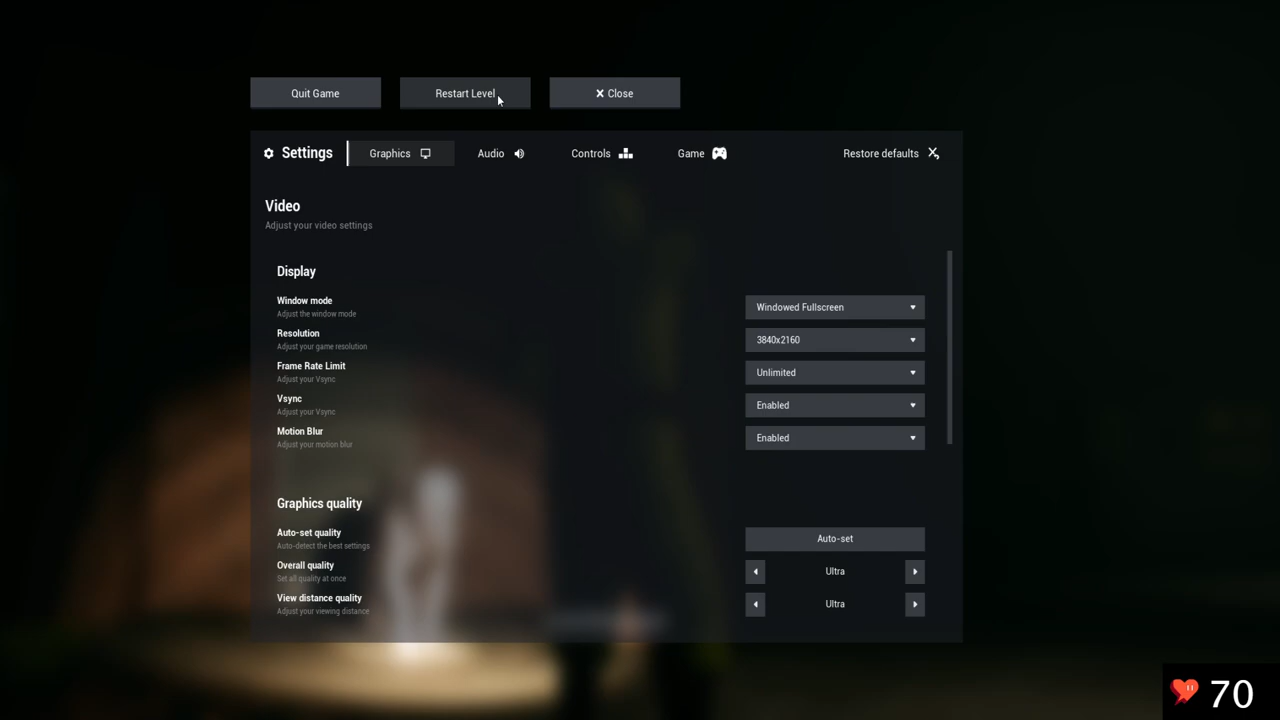 Quit Game
Restart Level
Close
Settings
Graphics
Audio
Controls
Game
Restore defaults
Video
Adjust your video settings
Display
Window mode
Adjust the window mode
Windowed Fullscreen
Resolution
Adjust your game resolution
3840x2160
Frame Rate Limit
Adjust your Vsync
Unlimited
Vsync
Adjust your Vsync
Enabled
Motion Blur
Adjust your motion blur
Enabled
Graphics quality
Auto-set quality
Auto-detect the best settings
Auto-set
Overall quality
Set all quality at once
Ultra
View distance quality
Adjust your viewing distance
Ultra
70